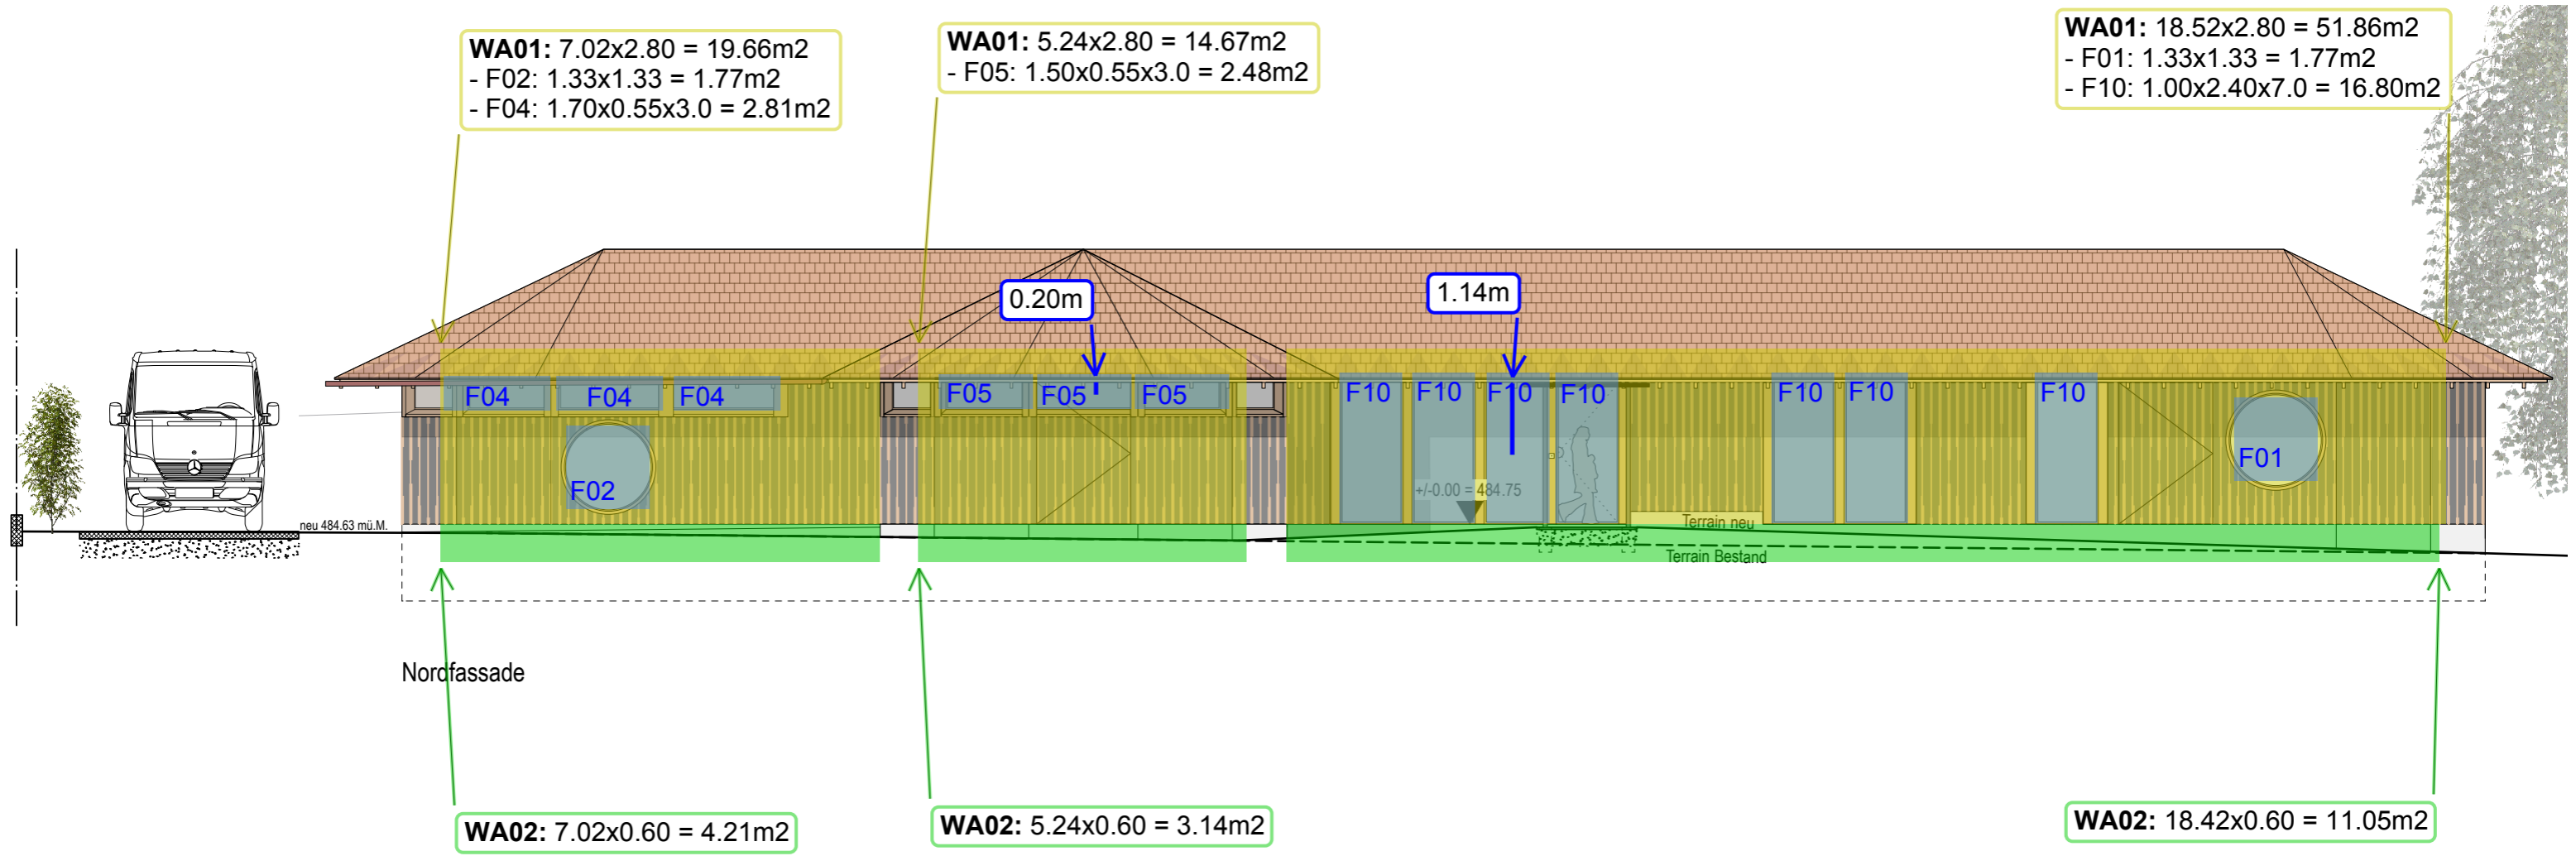 WA01: 7.02x2.80 = 19.66m2
- F02: 1.33x1.33 = 1.77m2
- F04: 1.70x0.55x3.0 = 2.81m2
WA01: 5.24x2.80 = 14.67m2
- F05: 1.50x0.55x3.0 = 2.48m2
WA01: 18.52x2.80 = 51.86m2
- F01: 1.33x1.33 = 1.77m2
- F10: 1.00x2.40x7.0 = 16.80m2
0.20m
1.14m
F04
F04
F04
F05
F05
F05
F10
F10
F10
F10
F10
F10
F10
F02
F01
+/-0.00 = 484.75
neu 484.63 mü.M.
Terrain neu
Terrain Bestand
Nordfassade
WA02: 7.02x0.60 = 4.21m2
WA02: 5.24x0.60 = 3.14m2
WA02: 18.42x0.60 = 11.05m2